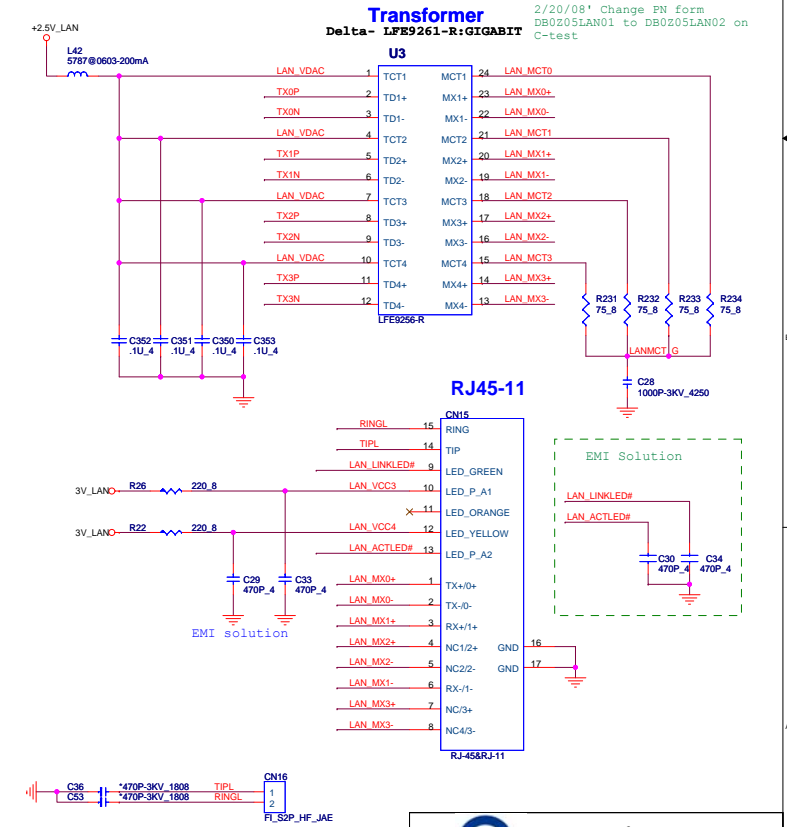 Transformer
Delta- LFE9261-R:GIGABIT
2/20/08' Change PN form
DB0Z05LAN01 to DB0Z05LAN02 on
C-test
+2.5V_LAN
L42
5787@0603-200mA
U3
LAN_VDAC 1 TCT1 MCT1 24 LAN_MCT0
TX0P 2 TD1+ MX1+ 23 LAN_MX0+
TX0N 3 TD1- MX1- 22 LAN_MX0-
LAN_VDAC 4 TCT2 MCT2 21 LAN_MCT1
TX1P 5 TD2+ MX2+ 20 LAN_MX1+
TX1N 6 TD2- MX2- 19 LAN_MX1-
LAN_VDAC 7 TCT3 MCT3 18 LAN_MCT2
TX2P 8 TD3+ MX3+ 17 LAN_MX2+
TX2N 9 TD3- MX3- 16 LAN_MX2-
LAN_VDAC 10 TCT4 MCT4 15 LAN_MCT3
TX3P 11 TD4+ MX4+ 14 LAN_MX3+
TX3N 12 TD4- MX4- 13 LAN_MX3-
LFE9256-R
R231 R232 R233 R234
75_8 75_8 75_8 75_8
C352 C351 C350 C353
.1U_4 .1U_4 .1U_4 .1U_4
LANMCT_G
C28
1000P-3KV_4250
RJ45-11
CN15
RINGL 15 RING
TIPL 14 TIP
LAN_LINKLED# 9 LED_GREEN
3V_LAN R26 220_8 LAN_VCC3 10 LED_P_A1
11 LED_ORANGE
3V_LAN R22 220_8 LAN_VCC4 12 LED_YELLOW
LAN_ACTLED# 13 LED_P_A2
C29 C33
470P_4 470P_4
EMI solution
LAN_MX0+ 1 TX+/0+
LAN_MX0- 2 TX-/0-
LAN_MX1+ 3 RX+/1+
LAN_MX2+ 4 NC1/2+ GND 16
LAN_MX2- 5 NC2/2- GND 17
LAN_MX1- 6 RX-/1-
LAN_MX3+ 7 NC/3+
LAN_MX3- 8 NC4/3-
RJ-45&RJ-11
EMI Solution
LAN_LINKLED#
LAN_ACTLED#
C30 C34
470P_4 470P_4
CN16
C36 *470P-3KV_1808 TIPL 1
C53 *470P-3KV_1808 RINGL 2
FI_S2P_HF_JAE